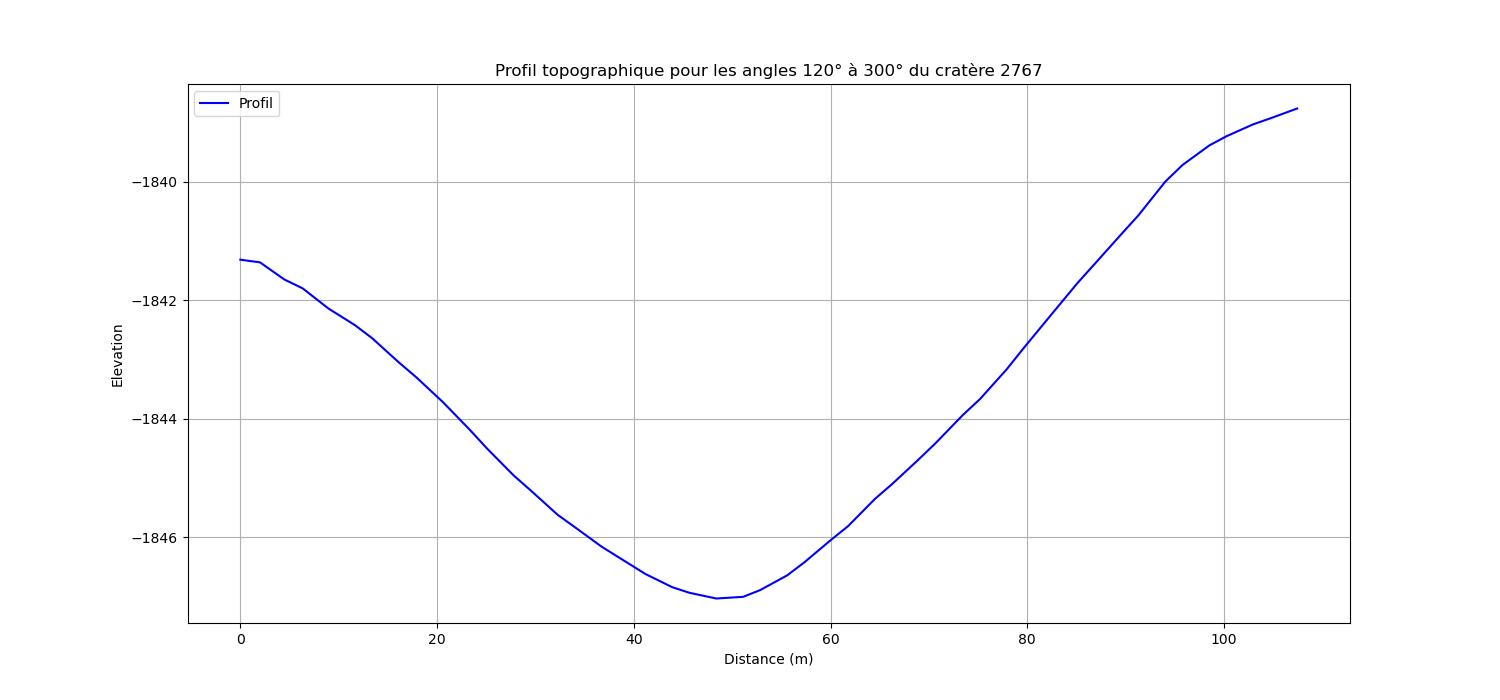 Profil topographique pour les angles 120° à 300° du cratère 2767
Profil
−1840
−1842
−1844
−1846
Elevation
0 20 40 60 80 100
Distance (m)